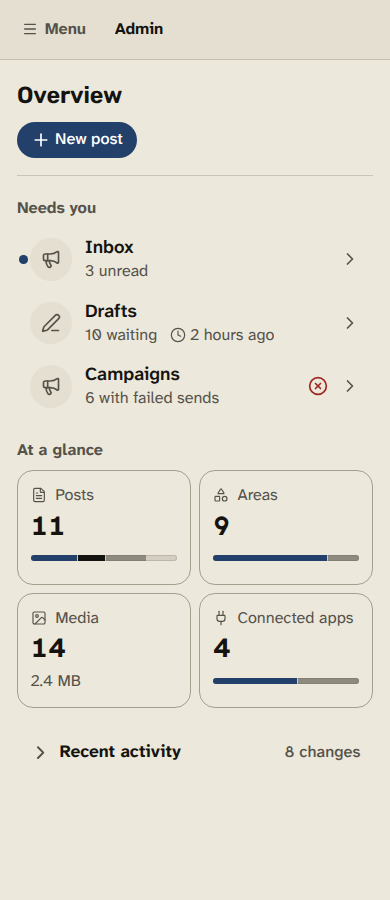 Menu Admin
Overview
New post
Needs you
Inbox
3 unread
Drafts
10 waiting 2 hours ago
Campaigns
6 with failed sends
At a glance
Posts
11
Areas
9
Media
14
2.4 MB
Connected apps
4
Recent activity 8 changes